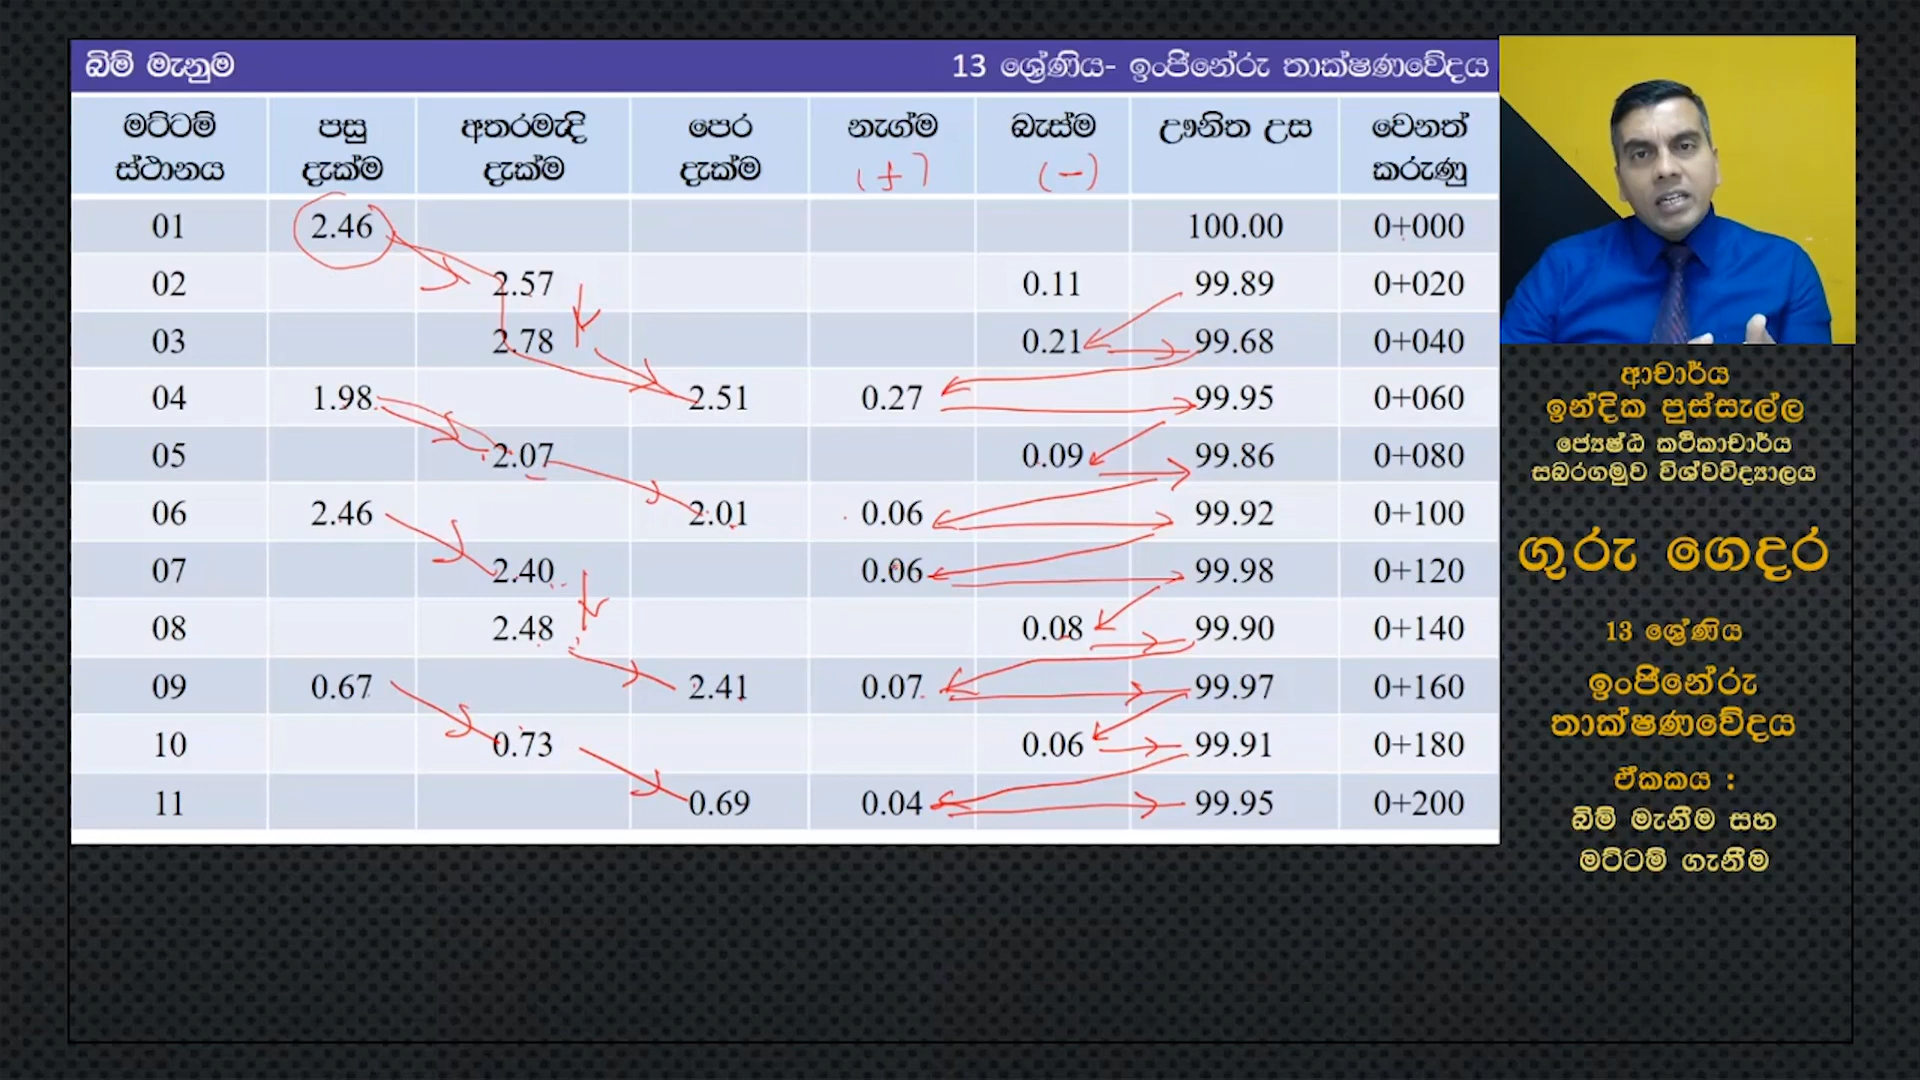 බිම් මැනුම
13 ශ්‍රේණිය- ඉංජිනේරු තාක්ෂණවේදය
මට්ටම් ස්ථානය | පසු දැක්ම | අතරමැදි දැක්ම | පෙර දැක්ම | නැග්ම (+) | බැස්ම (-) | ඌනිත උස | වෙනත් කරුණු
01 2.46 100.00 0+000
02 2.57 0.11 99.89 0+020
03 2.78 0.21 99.68 0+040
04 1.98 2.51 0.27 99.95 0+060
05 2.07 0.09 99.86 0+080
06 2.46 2.01 0.06 99.92 0+100
07 2.40 0.06 99.98 0+120
08 2.48 0.08 99.90 0+140
09 0.67 2.41 0.07 99.97 0+160
10 0.73 0.06 99.91 0+180
11 0.69 0.04 99.95 0+200
ආචාර්ය
ඉන්දික පුස්සැල්ල
ජ්‍යෙෂ්ඨ කථිකාචාර්ය
සබරගමුව විශ්වවිද්‍යාලය
ගුරු ගෙදර
13 ශ්‍රේණිය
ඉංජිනේරු
තාක්ෂණවේදය
ඒකකය :
බිම් මැනීම සහ
මට්ටම් ගැනීම